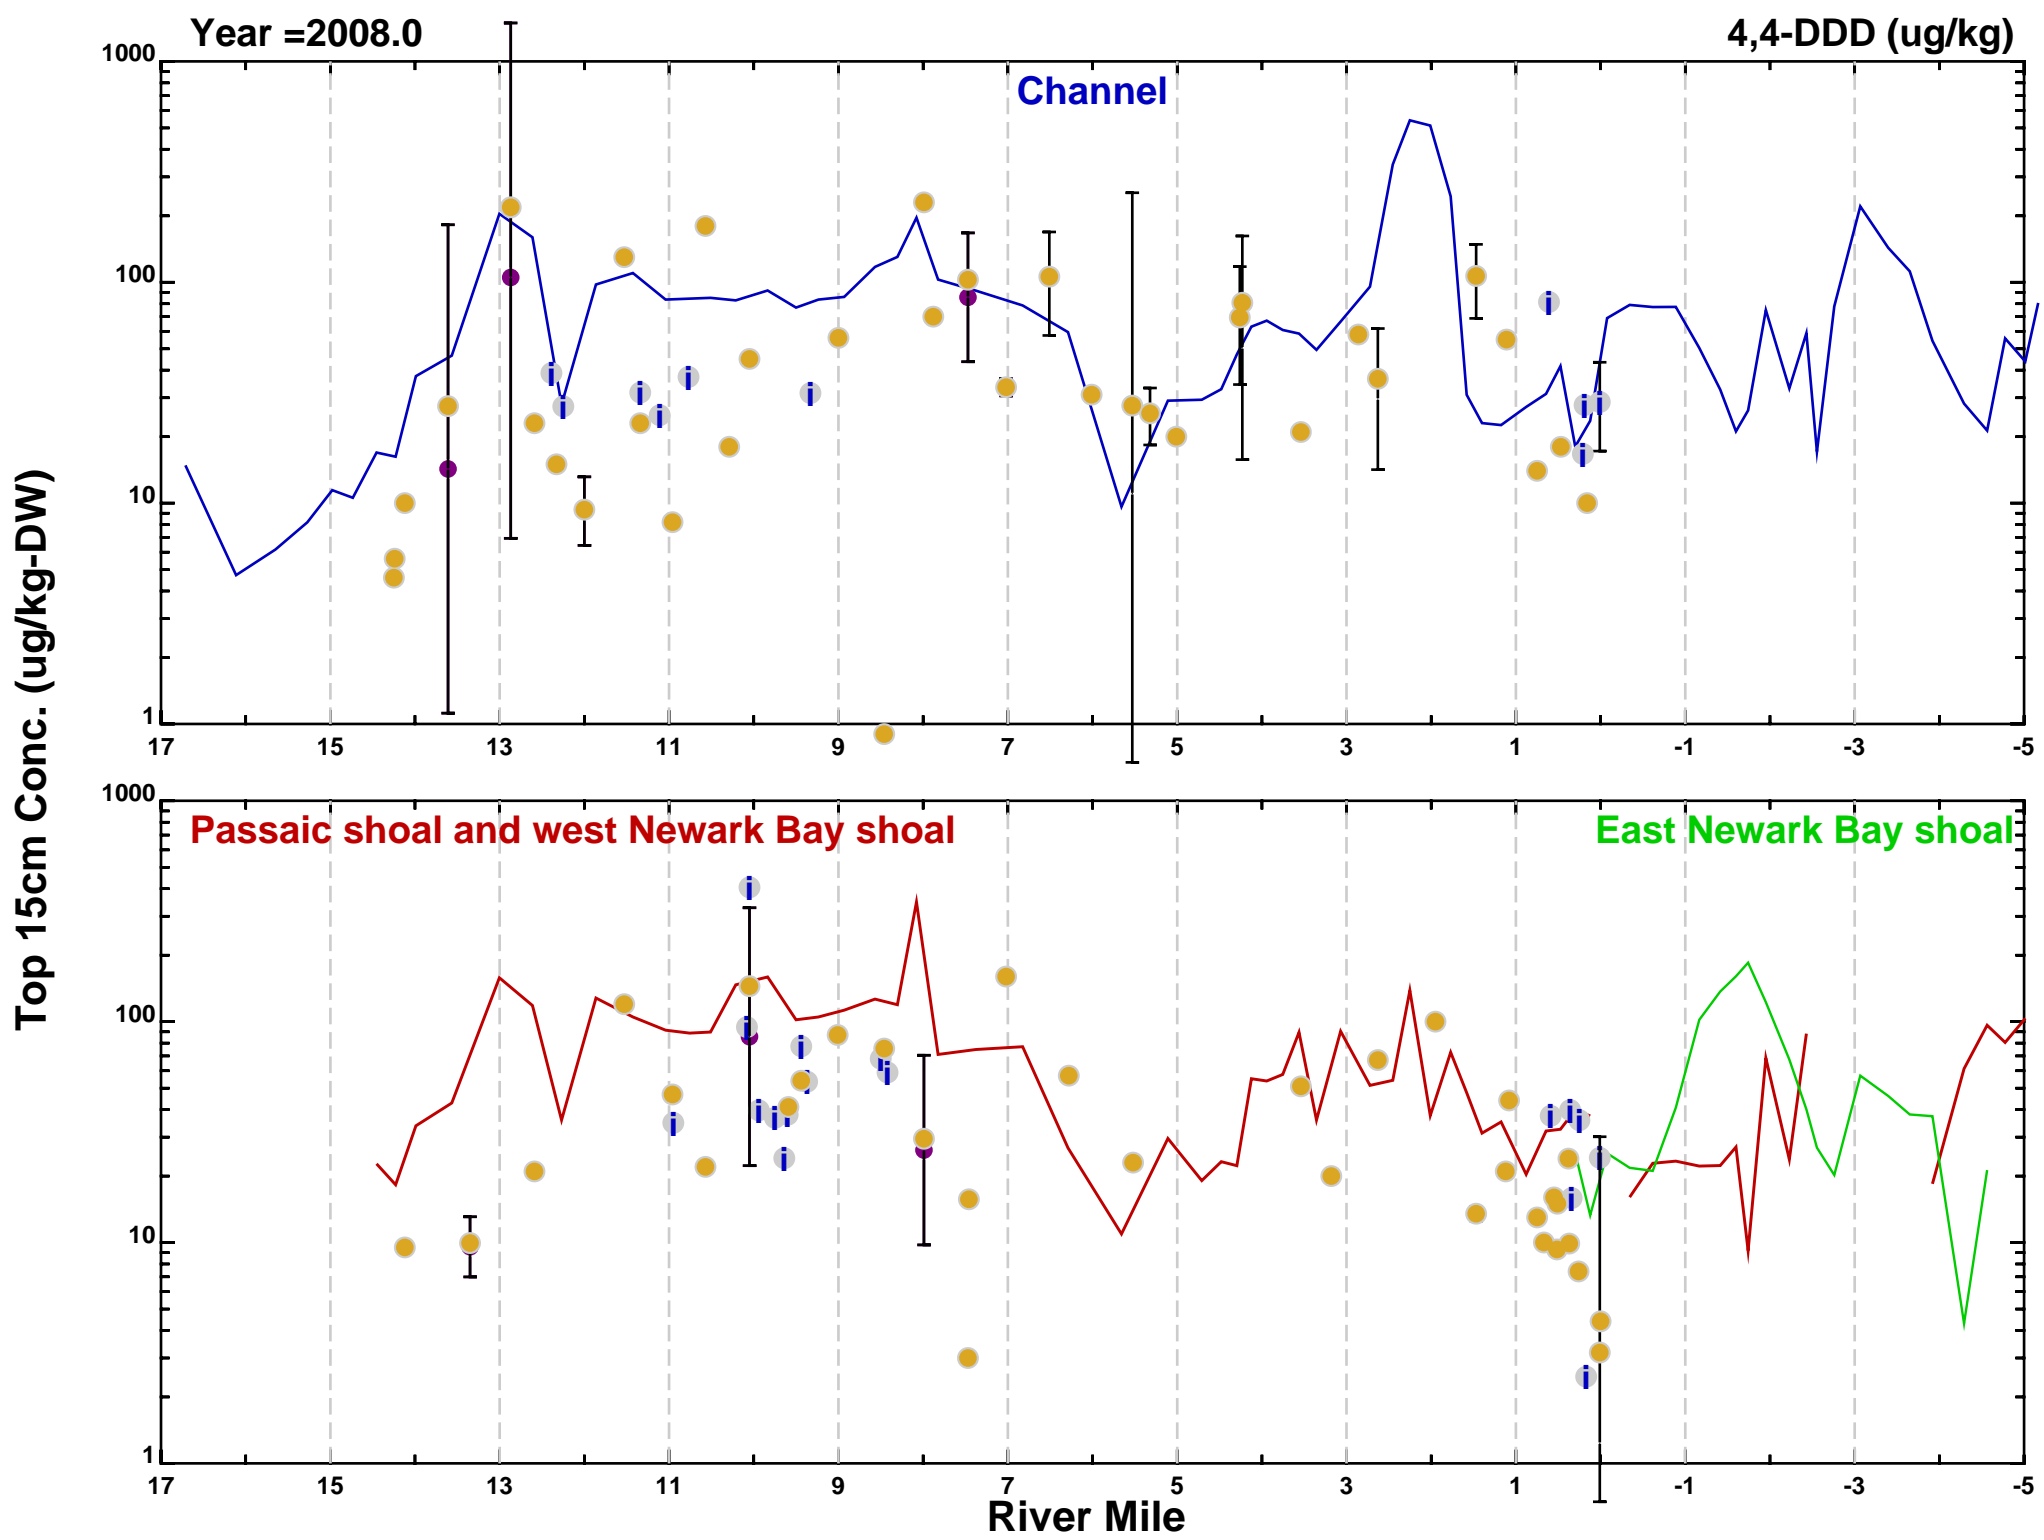 Year =2008.0 4,4-DDD (ug/kg)
Channel
1000
100
10
1
17 15 13 11 9 7 5 3 1 -1 -3 -5
Top 15cm Conc. (ug/kg-DW)
Passaic shoal and west Newark Bay shoal East Newark Bay shoal
1000
100
10
1
17 15 13 11 9 7 5 3 1 -1 -3 -5
River Mile